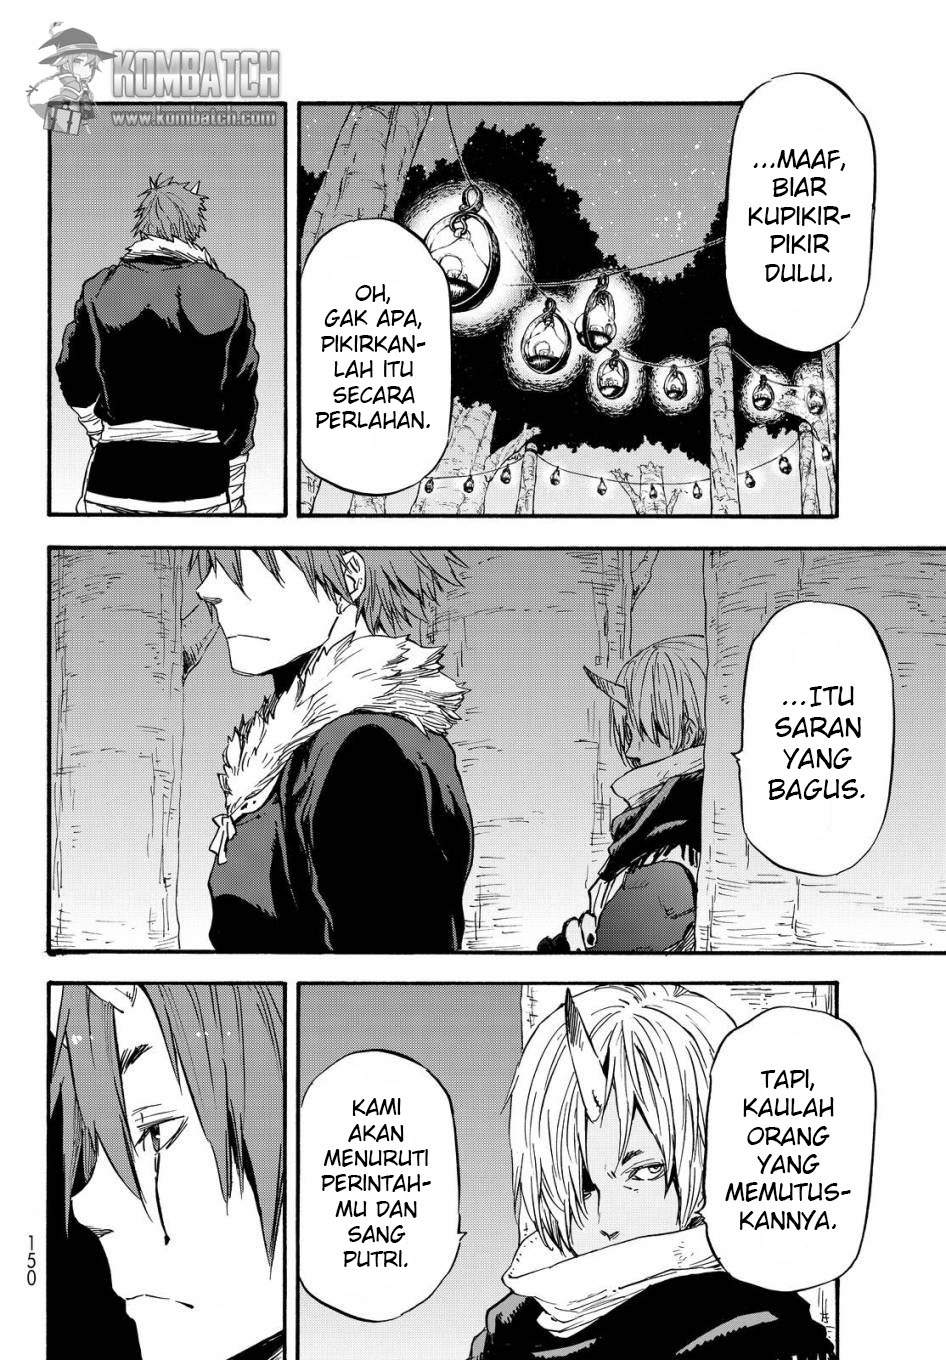 KOMBATCH
www.kombatch.com
...MAAF,
BIAR
KUPIKIR-
PIKIR
DULU.
OH,
GAK APA,
PIKIRKAN-
LAH ITU
SECARA
PERLAHAN.
...ITU
SARAN
YANG
BAGUS.
TAPI,
KAULAH
ORANG
YANG
MEMUTUS-
KANNYA.
KAMI
AKAN
MENURUTI
PERINTAH-
MU DAN
SANG
PUTRI.
150